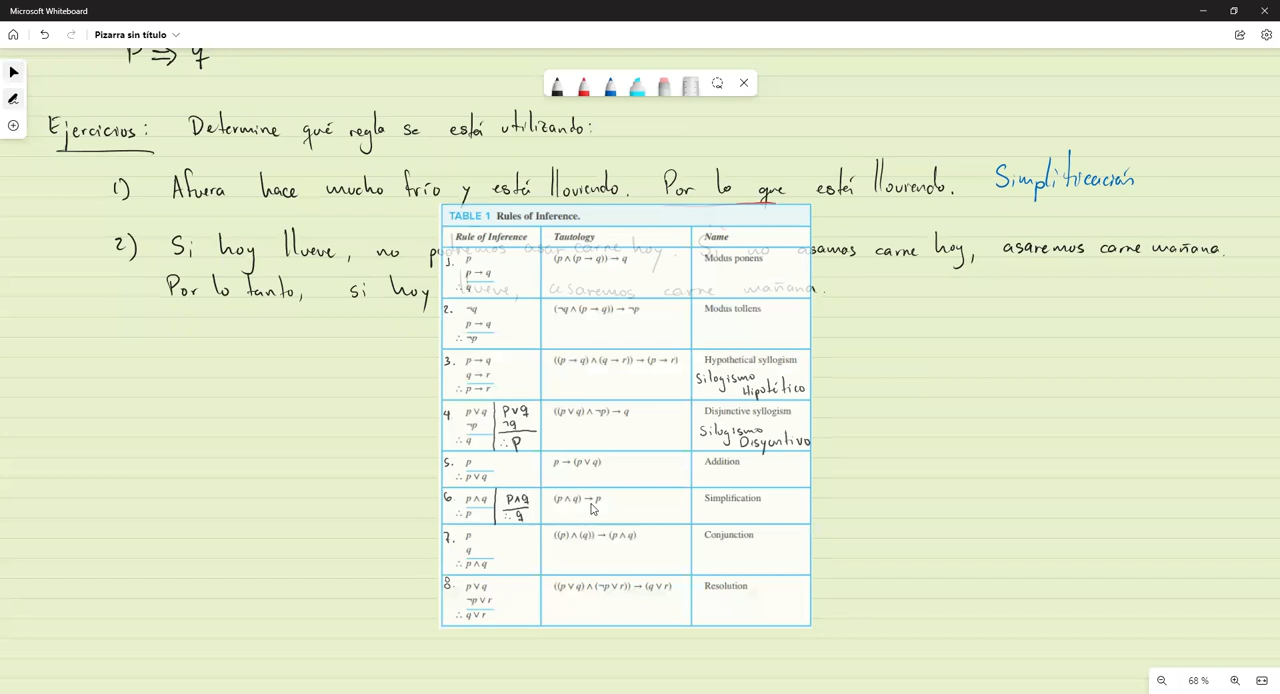 Microsoft Whiteboard
Pizarra sin título
P ⇒ q
Ejercicios: Determine qué regla se está utilizando:
1) Afuera hace mucho frío y está lloviendo. Por lo que está lloviendo. Simplificación
2) Si hoy llueve, no podremos asar carne hoy. Si no asamos carne hoy, asaremos carne mañana.
Por lo tanto, si hoy llueve, asaremos carne mañana.
TABLE 1 Rules of Inference.
Rule of Inference Tautology Name
1. p (p ∧ (p → q)) → q Modus ponens
p → q
∴ q
2. ¬q (¬q ∧ (p → q)) → ¬p Modus tollens
p → q
∴ ¬p
3. p → q ((p → q) ∧ (q → r)) → (p → r) Hypothetical syllogism
q → r Silogismo
∴ p → r Hipotético
4 p ∨ q P∨q ((p ∨ q) ∧ ¬p) → q Disjunctive syllogism
¬p ¬q Silogismo
∴ q ∴ P Disyuntivo
5. p p → (p ∨ q) Addition
∴ p ∨ q
6 p ∧ q P∧q (p ∧ q) → p Simplification
∴ p ∴ q
7. p ((p) ∧ (q)) → (p ∧ q) Conjunction
q
∴ p ∧ q
8. p ∨ q ((p ∨ q) ∧ (¬p ∨ r)) → (q ∨ r) Resolution
¬p ∨ r
∴ q ∨ r
68 %